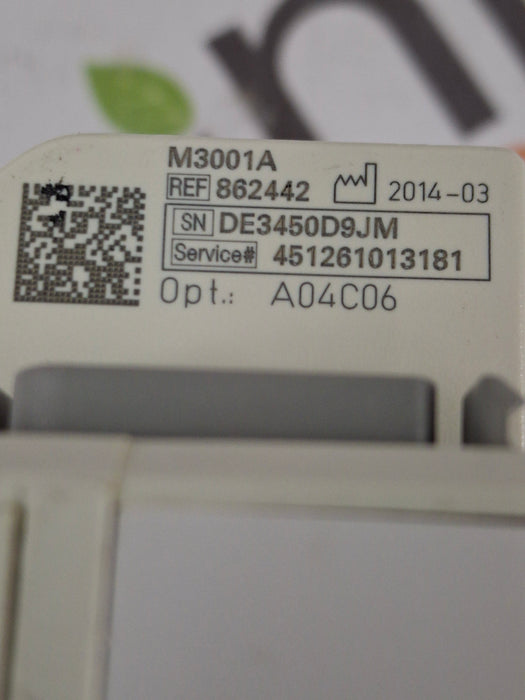 M3001A
REF 862442 2014-03
SN DE3450D9JM
Service# 451261013181
Opt.: A04C06